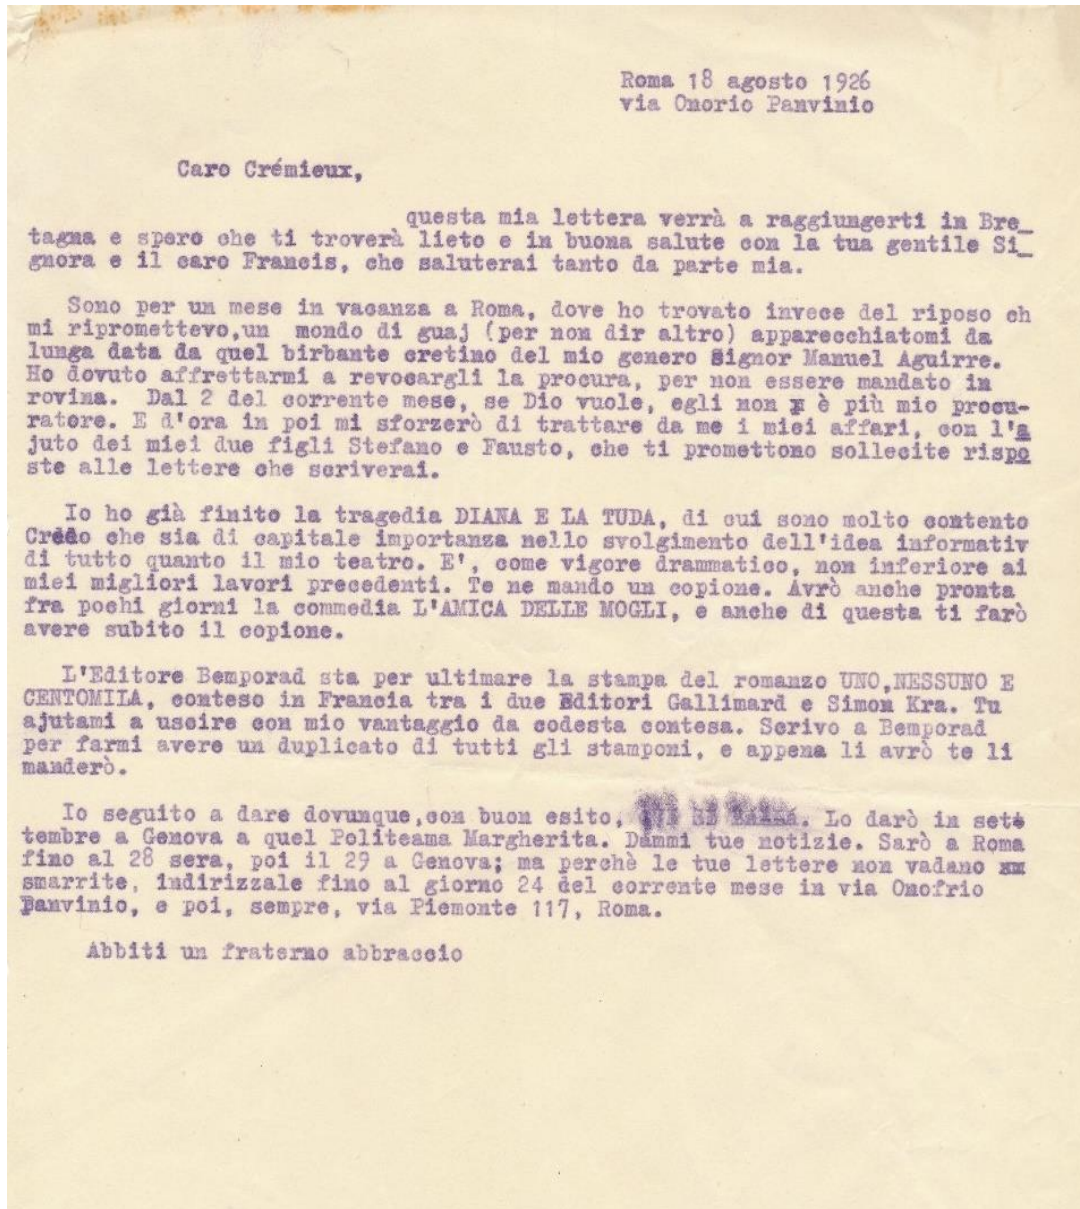 Roma 18 agosto 1926
via Onorio Panvinio
Caro Crémieux,
questa mia lettera verrà a raggiungerti in Bre_
tagna e spero che ti troverà lieto e in buona salute con la tua gentile Si_
gnora e il caro Francis, che saluterai tanto da parte mia.
Sono per un mese in vacanza a Roma, dove ho trovato invece del riposo ch
mi ripromettevo,un mondo di guaj (per non dir altro) apparecchiatomi da
lunga data da quel birbante cretino del mio genero Signor Manuel Aguirre.
Ho dovuto affrettarmi a revocargli la procura, per non essere mandato in
rovina. Dal 2 del corrente mese, se Dio vuole, egli non è più mio procu-
ratore. E d'ora in poi mi sforzerò di trattare da me i miei affari, con l'a
juto dei miei due figli Stefano e Fausto, che ti promettono sollecite rispo
ste alle lettere che scriverai.
Io ho già finito la tragedia DIANA E LA TUDA, di cui sono molto contento
Credo che sia di capitale importanza nello svolgimento dell'idea informativ
di tutto quanto il mio teatro. E', come vigore drammatico, non inferiore ai
miei migliori lavori precedenti. Te ne mando un copione. Avrò anche pronta
fra pochi giorni la commedia L'AMICA DELLE MOGLI, e anche di questa ti farò
avere subito il copione.
L'Editore Bemporad sta per ultimare la stampa del romanzo UNO,NESSUNO E
CENTOMILA, conteso in Francia tra i due Editori Gallimard e Simon Kra. Tu
ajutami a uscire con mio vantaggio da codesta contesa. Scrivo a Bemporad
per farmi avere un duplicato di tutti gli stamponi, e appena li avrò te li
manderò.
Io seguito a dare dovunque,con buon esito, Lo darò in sett
tembre a Genova a quel Politeama Margherita. Dammi tue notizie. Sarò a Roma
fino al 28 sera, poi il 29 a Genova; ma perchè le tue lettere non vadano
smarrite, indirizzale fino al giorno 24 del corrente mese in via Onofrio
Panvinio, e poi, sempre, via Piemonte 117, Roma.
Abbiti un fraterno abbraccio